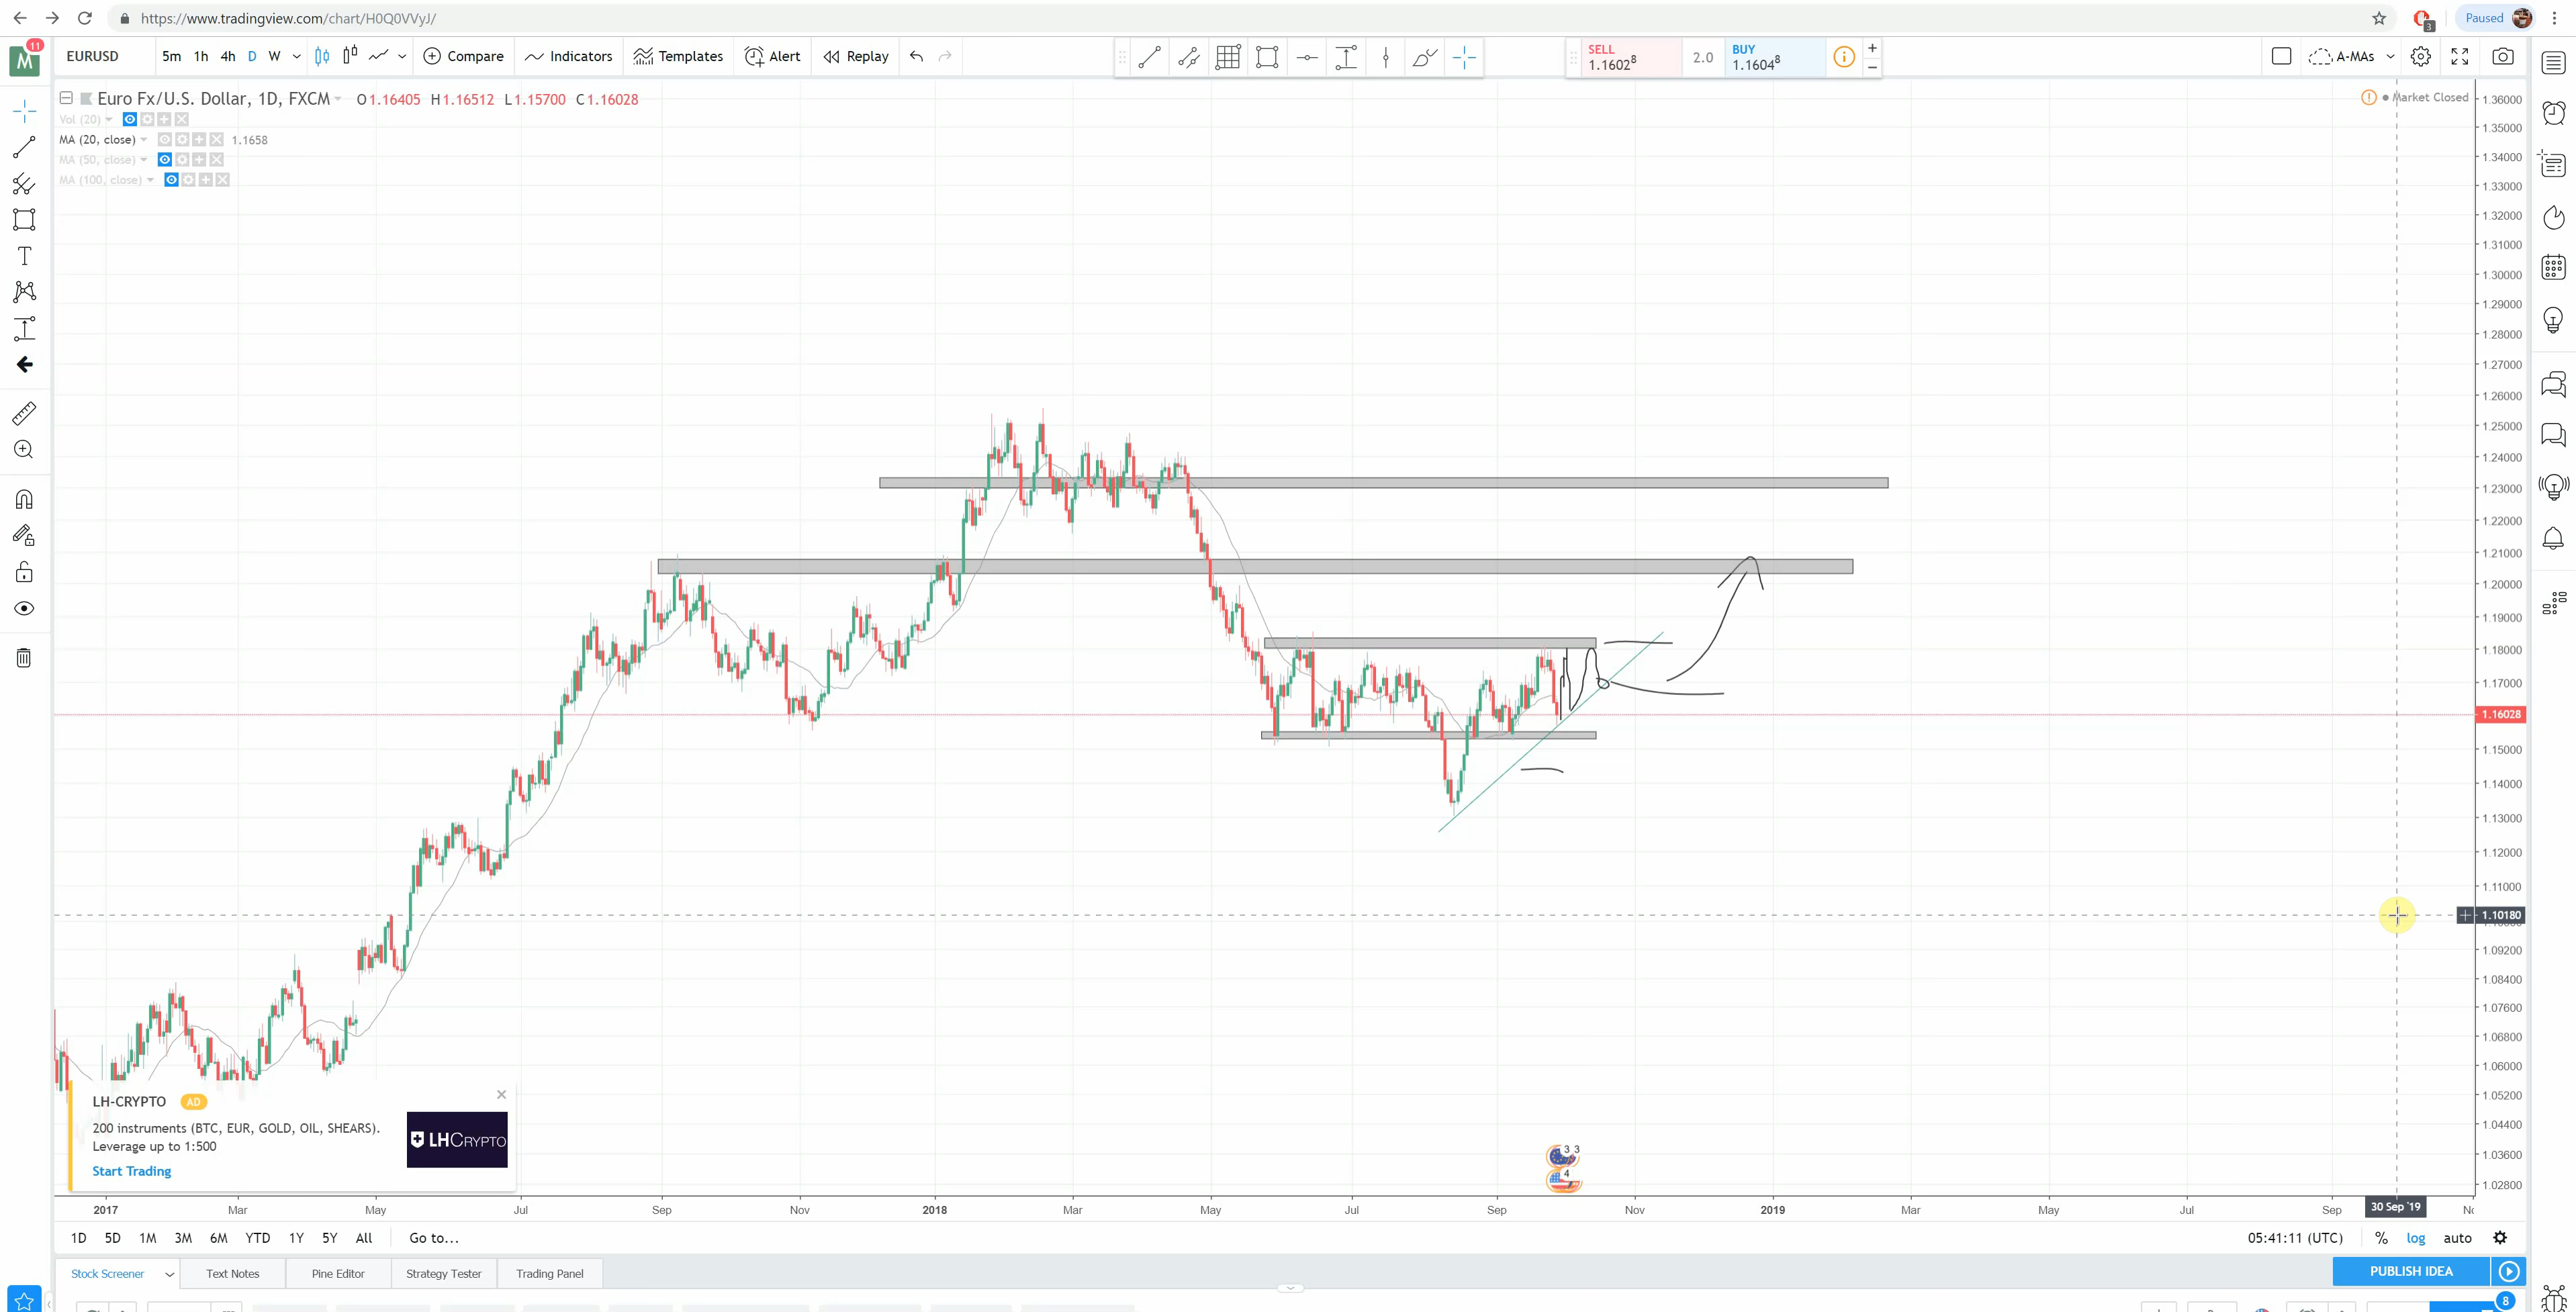 https://www.tradingview.com/chart/H0Q0VVyJ/
3
Paused
11
M
EURUSD
5m 1h 4h D W
Compare
Indicators
Templates
Alert
Replay
SELL
1.16028
2.0
BUY
1.16048
A-MAs
Euro Fx/U.S. Dollar, 1D, FXCM O1.16405 H1.16512 L1.15700 C1.16028
Market Closed
Vol (20)
MA (20, close) 1.1658
MA (50, close)
MA (100, close)
1.36000
1.35000
1.34000
1.33000
1.32000
1.31000
1.30000
1.29000
1.28000
1.27000
1.26000
1.25000
1.24000
1.23000
1.22000
1.21000
1.20000
1.19000
1.18000
1.17000
1.16028
1.15000
1.14000
1.13000
1.12000
1.11000
1.10180
1.09200
1.08400
1.07600
1.06800
1.06000
1.05200
1.04400
1.03600
1.02800
LH-CRYPTO AD
200 instruments (BTC, EUR, GOLD, OIL, SHEARS).
Leverage up to 1:500
Start Trading
LHCRYPTO
3 3
4
2017 Mar May Jul Sep Nov 2018 Mar May Jul Sep Nov 2019 Mar May Jul Sep 30 Sep '19
1D 5D 1M 3M 6M YTD 1Y 5Y All Go to... 05:41:11 (UTC) % log auto
Stock Screener Text Notes Pine Editor Strategy Tester Trading Panel PUBLISH IDEA
8